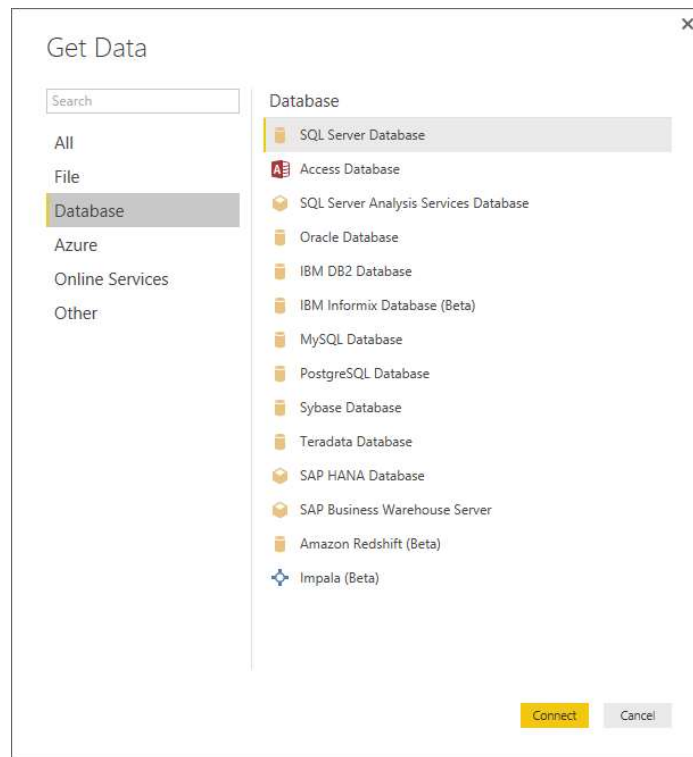 Get Data
Search
All
File
Database
Azure
Online Services
Other
Database
SQL Server Database
Access Database
SQL Server Analysis Services Database
Oracle Database
IBM DB2 Database
IBM Informix Database (Beta)
MySQL Database
PostgreSQL Database
Sybase Database
Teradata Database
SAP HANA Database
SAP Business Warehouse Server
Amazon Redshift (Beta)
Impala (Beta)
Connect
Cancel